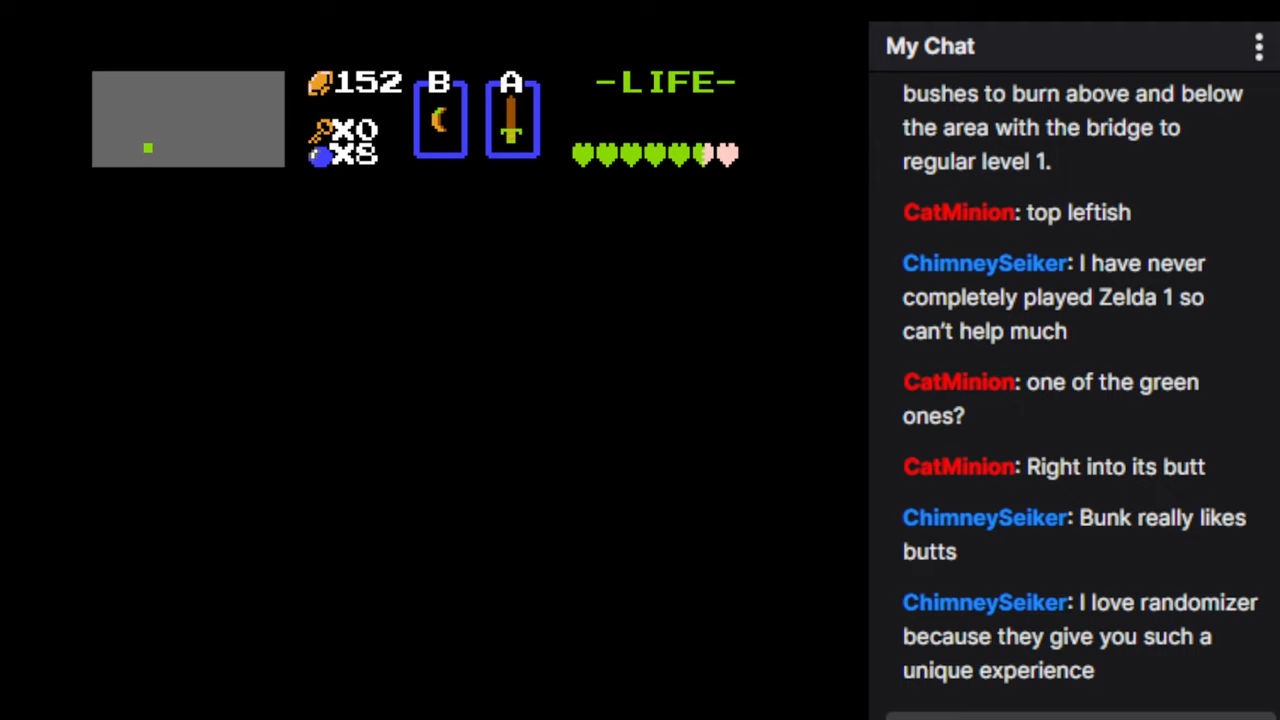 My Chat
152 B A -LIFE-
X0
X8
bushes to burn above and below
the area with the bridge to
regular level 1.
CatMinion: top leftish
ChimneySeiker: I have never
completely played Zelda 1 so
can't help much
CatMinion: one of the green
ones?
CatMinion: Right into its butt
ChimneySeiker: Bunk really likes
butts
ChimneySeiker: I love randomizer
because they give you such a
unique experience